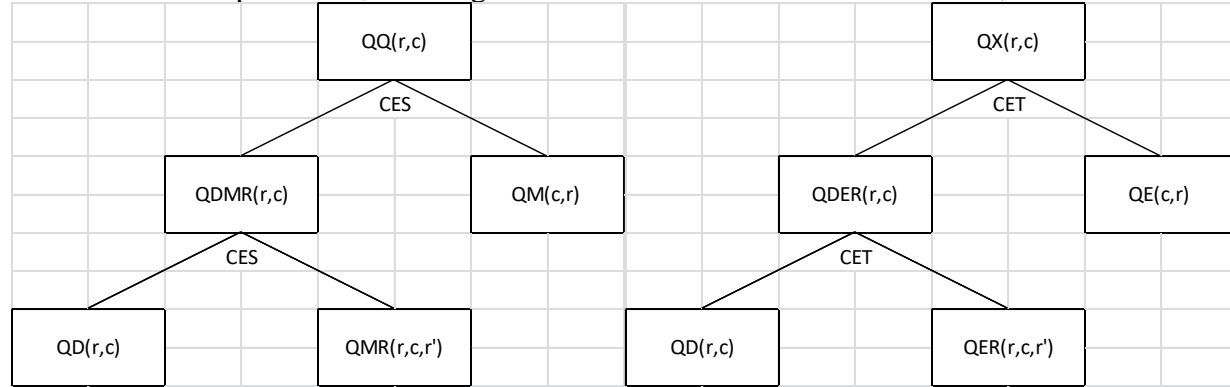 QQ(r,c)
QX(r,c)
CES
CET
QDMR(r,c)
QM(c,r)
QDER(r,c)
QE(c,r)
CES
CET
QD(r,c)
QMR(r,c,r')
QD(r,c)
QER(r,c,r')